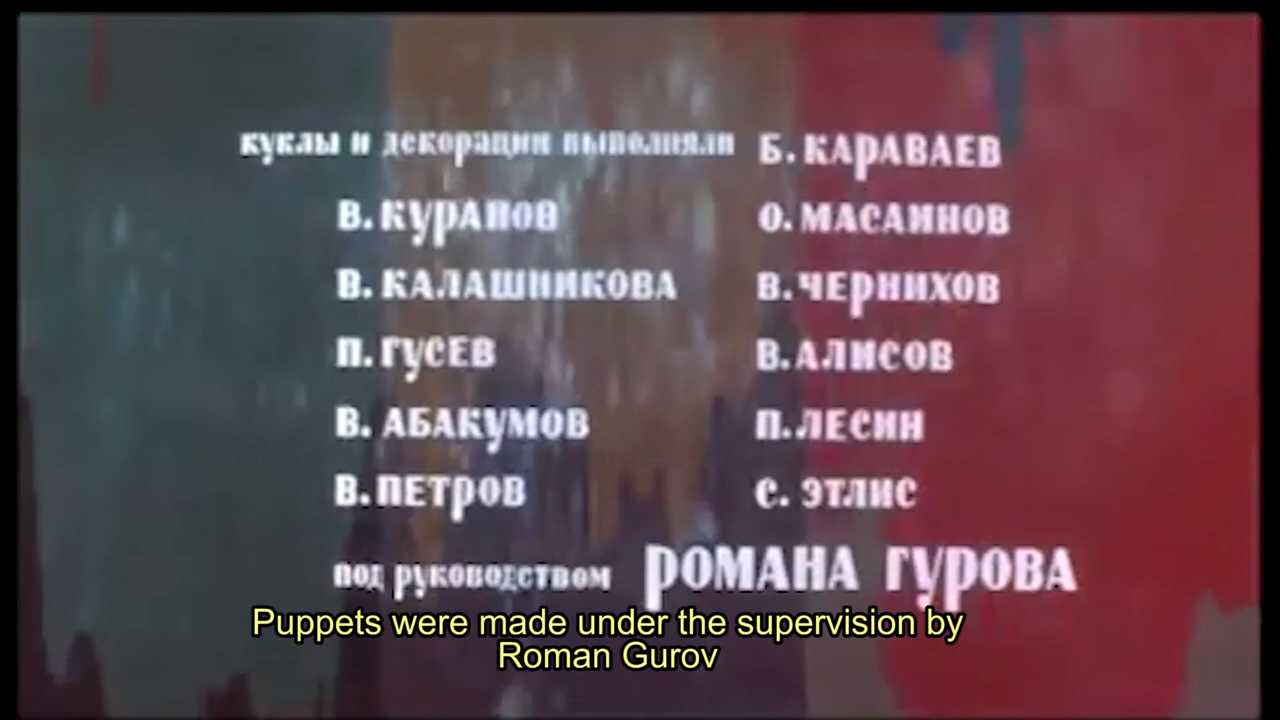 куклы и декорации выполняли
В. КУРАНОВ
В. КАЛАШНИКОВА
П. ГУСЕВ
В. АБАКУМОВ
В. ПЕТРОВ
Б. КАРАВАЕВ
О. МАСАИНОВ
В. ЧЕРНИХОВ
В. АЛИСОВ
П. ЛЕСИН
С. ЭТЛИС
под руководством РОМАНА ГУРОВА
Puppets were made under the supervision by
Roman Gurov